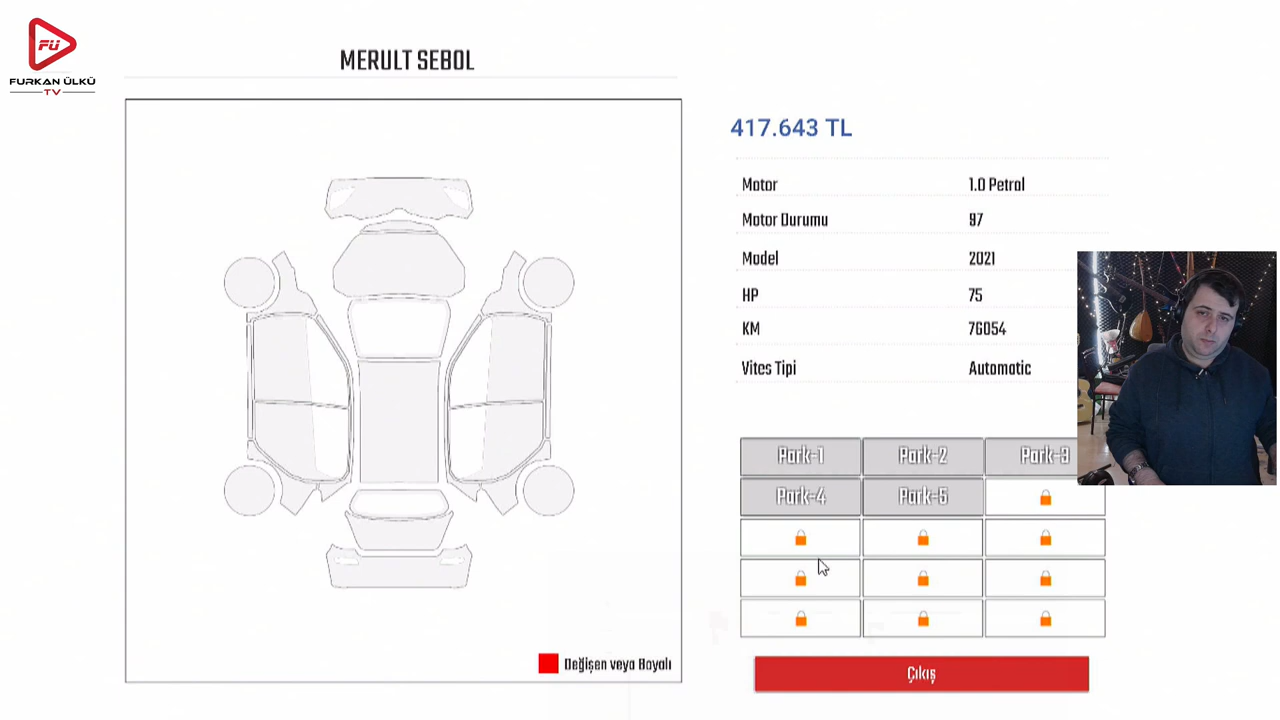 FU
FURKAN ÜLKÜ
TV
MERULT SEBOL
417.643 TL
Motor 1.0 Petrol
Motor Durumu 97
Model 2021
HP 75
KM 76054
Vites Tipi Automatic
Park-1 Park-2 Park-3
Park-4 Park-5
Değişen veya Boyalı
Çıkış